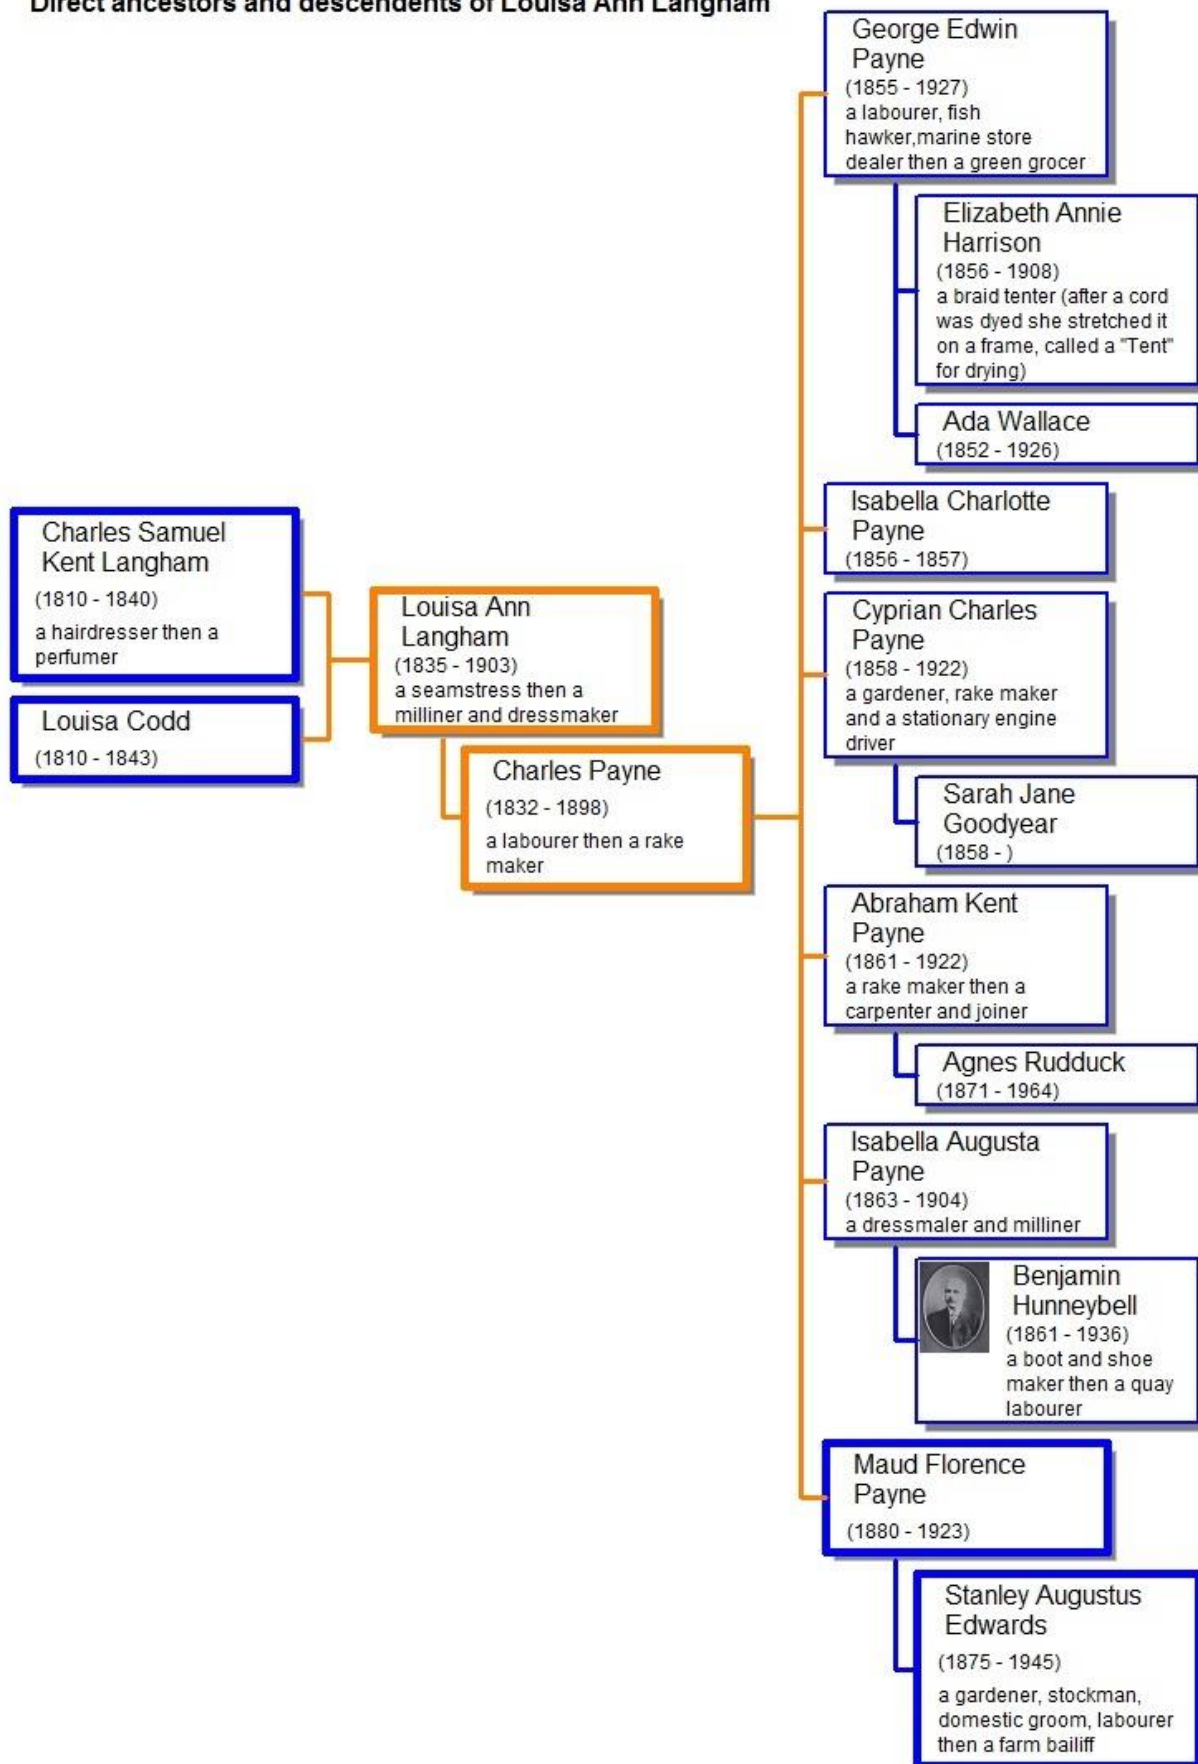 Direct ancestors and descendents of Louisa Ann Langham
George Edwin
Payne
(1855 - 1927)
a labourer, fish
hawker,marine store
dealer then a green grocer
Elizabeth Annie
Harrison
(1856 - 1908)
a braid tenter (after a cord
was dyed she stretched it
on a frame, called a "Tent"
for drying)
Ada Wallace
(1852 - 1926)
Isabella Charlotte
Payne
(1856 - 1857)
Charles Samuel
Kent Langham
(1810 - 1840)
a hairdresser then a
perfumer
Louisa Codd
(1810 - 1843)
Louisa Ann
Langham
(1835 - 1903)
a seamstress then a
milliner and dressmaker
Charles Payne
(1832 - 1898)
a labourer then a rake
maker
Cyprian Charles
Payne
(1858 - 1922)
a gardener, rake maker
and a stationary engine
driver
Sarah Jane
Goodyear
(1858 - )
Abraham Kent
Payne
(1861 - 1922)
a rake maker then a
carpenter and joiner
Agnes Rudduck
(1871 - 1964)
Isabella Augusta
Payne
(1863 - 1904)
a dressmaler and milliner
Benjamin
Hunneybell
(1861 - 1936)
a boot and shoe
maker then a quay
labourer
Maud Florence
Payne
(1880 - 1923)
Stanley Augustus
Edwards
(1875 - 1945)
a gardener, stockman,
domestic groom, labourer
then a farm bailiff